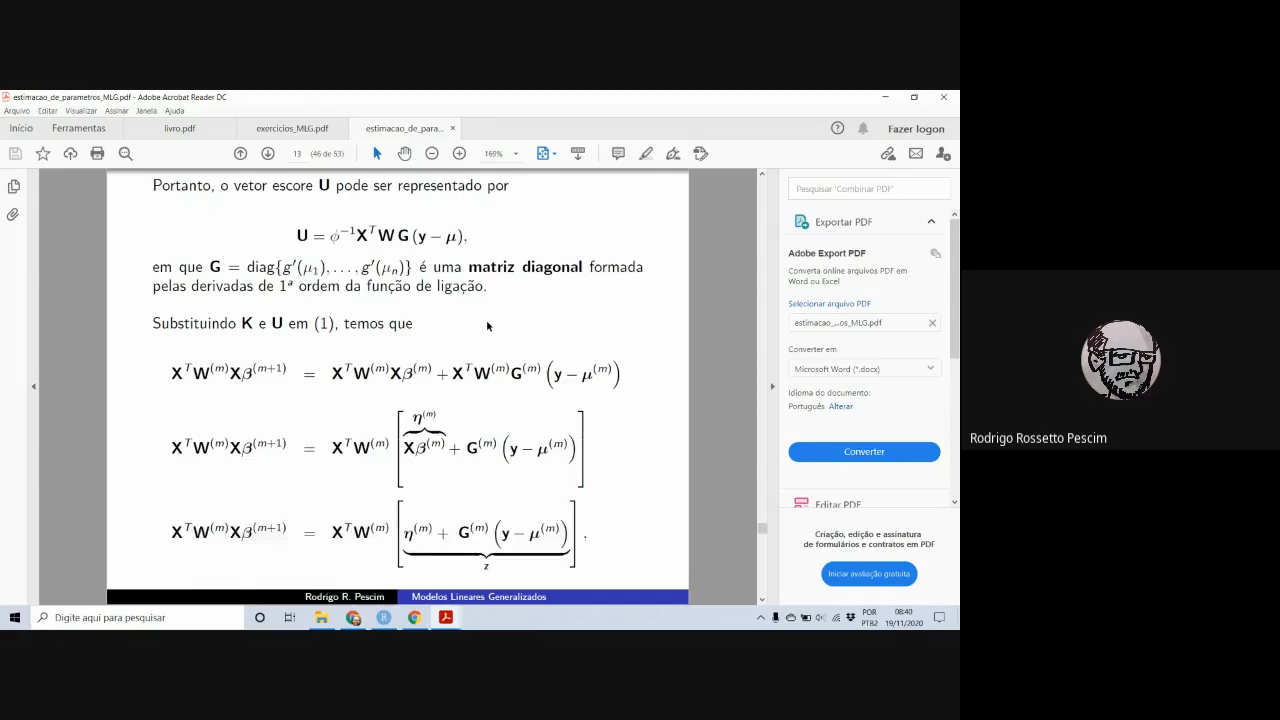 estimacao_de_parametros_MLG.pdf - Adobe Acrobat Reader DC
Arquivo Editar Visualizar Assinar Janela Ajuda
Início Ferramentas livro.pdf exercicios_MLG.pdf estimacao_de_para... × Fazer logon
13 (46 de 53) 169%
Portanto, o vetor escore U pode ser representado por
U = ϕ⁻¹XᵀW G (y − μ),
em que G = diag{g′(μ₁), . . . , g′(μₙ)} é uma matriz diagonal formada
pelas derivadas de 1ª ordem da função de ligação.
Substituindo K e U em (1), temos que
XᵀW⁽ᵐ⁾Xβ⁽ᵐ⁺¹⁾ = XᵀW⁽ᵐ⁾Xβ⁽ᵐ⁾ + XᵀW⁽ᵐ⁾G⁽ᵐ⁾ (y − μ⁽ᵐ⁾)
η⁽ᵐ⁾
XᵀW⁽ᵐ⁾Xβ⁽ᵐ⁺¹⁾ = XᵀW⁽ᵐ⁾ [Xβ⁽ᵐ⁾ + G⁽ᵐ⁾ (y − μ⁽ᵐ⁾)]
XᵀW⁽ᵐ⁾Xβ⁽ᵐ⁺¹⁾ = XᵀW⁽ᵐ⁾ [η⁽ᵐ⁾ + G⁽ᵐ⁾ (y − μ⁽ᵐ⁾)] .
z
Rodrigo R. Pescim Modelos Lineares Generalizados
Pesquisar 'Combinar PDF'
Exportar PDF
Adobe Export PDF
Converta online arquivos PDF em
Word ou Excel
Selecionar arquivo PDF
estimacao_...os_MLG.pdf ×
Converter em
Microsoft Word (*.docx)
Idioma do documento:
Português Alterar
Converter
Editar PDF
Criação, edição e assinatura
de formulários e contratos em PDF
Iniciar avaliação gratuita
Rodrigo Rossetto Pescim
Digite aqui para pesquisar
POR 08:40
PTB2 19/11/2020